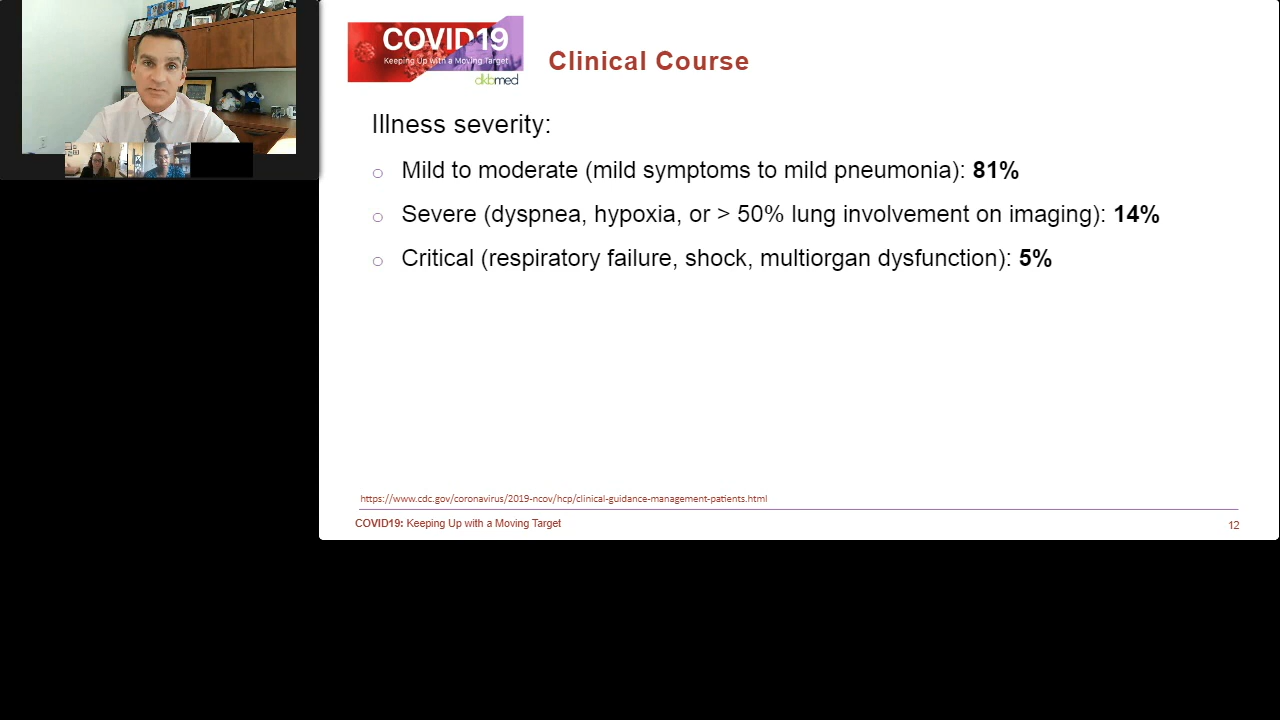 COVID19
Keeping Up with a Moving Target
dkbmed
Clinical Course
Illness severity:
Mild to moderate (mild symptoms to mild pneumonia): 81%
Severe (dyspnea, hypoxia, or > 50% lung involvement on imaging): 14%
Critical (respiratory failure, shock, multiorgan dysfunction): 5%
https://www.cdc.gov/coronavirus/2019-ncov/hcp/clinical-guidance-management-patients.html
COVID19: Keeping Up with a Moving Target
12